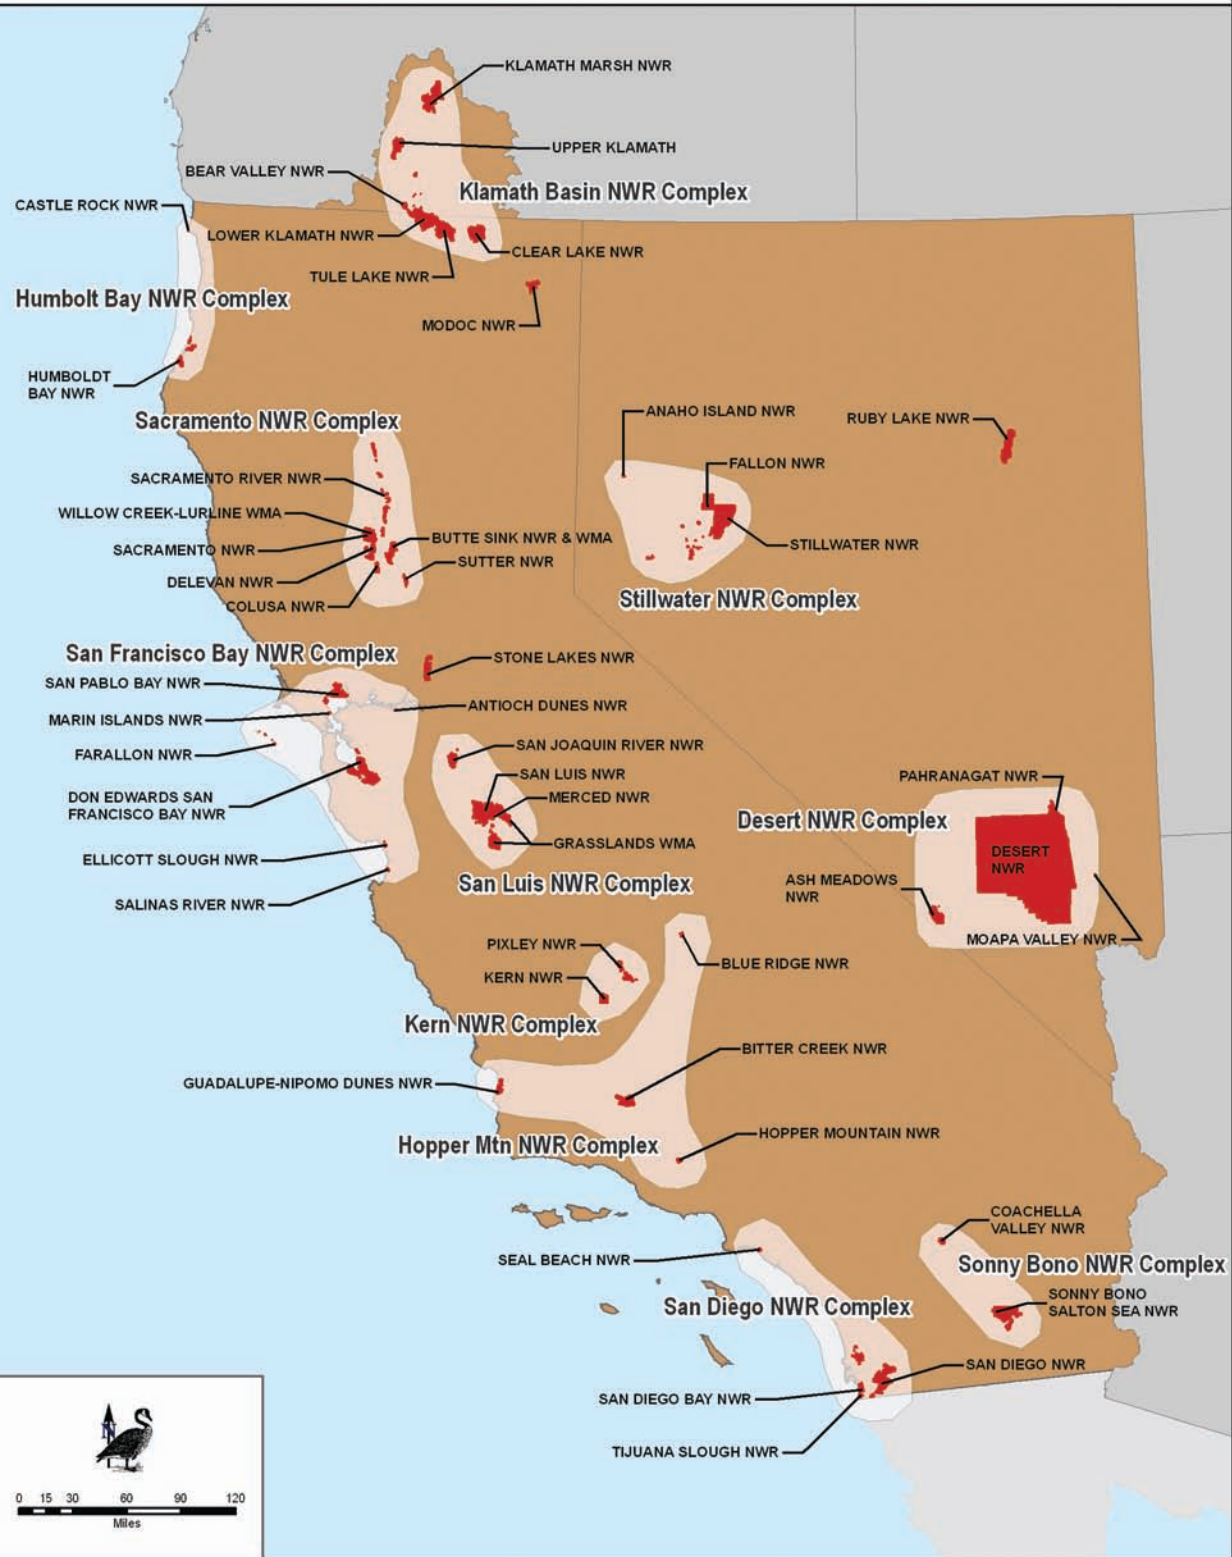 KLAMATH MARSH NWR
UPPER KLAMATH
BEAR VALLEY NWR
Klamath Basin NWR Complex
CASTLE ROCK NWR
LOWER KLAMATH NWR
CLEAR LAKE NWR
TULE LAKE NWR
Humbolt Bay NWR Complex
MODOC NWR
HUMBOLDT
BAY NWR
Sacramento NWR Complex
ANAHO ISLAND NWR
RUBY LAKE NWR
FALLON NWR
SACRAMENTO RIVER NWR
WILLOW CREEK-LURLINE WMA
BUTTE SINK NWR & WMA
STILLWATER NWR
SACRAMENTO NWR
SUTTER NWR
DELEVAN NWR
COLUSA NWR
Stillwater NWR Complex
San Francisco Bay NWR Complex
STONE LAKES NWR
SAN PABLO BAY NWR
ANTIOCH DUNES NWR
MARIN ISLANDS NWR
SAN JOAQUIN RIVER NWR
FARALLON NWR
SAN LUIS NWR
PAHRANAGAT NWR
MERCED NWR
DON EDWARDS SAN
FRANCISCO BAY NWR
Desert NWR Complex
GRASSLANDS WMA
DESERT
NWR
ELLICOTT SLOUGH NWR
San Luis NWR Complex
ASH MEADOWS
NWR
SALINAS RIVER NWR
MOAPA VALLEY NWR
PIXLEY NWR
BLUE RIDGE NWR
KERN NWR
Kern NWR Complex
BITTER CREEK NWR
GUADALUPE-NIPOMO DUNES NWR
HOPPER MOUNTAIN NWR
Hopper Mtn NWR Complex
COACHELLA
VALLEY NWR
SEAL BEACH NWR
Sonny Bono NWR Complex
SONNY BONO
SALTON SEA NWR
San Diego NWR Complex
SAN DIEGO NWR
SAN DIEGO BAY NWR
TIJUANA SLOUGH NWR
N
0 15 30 60 90 120
Miles